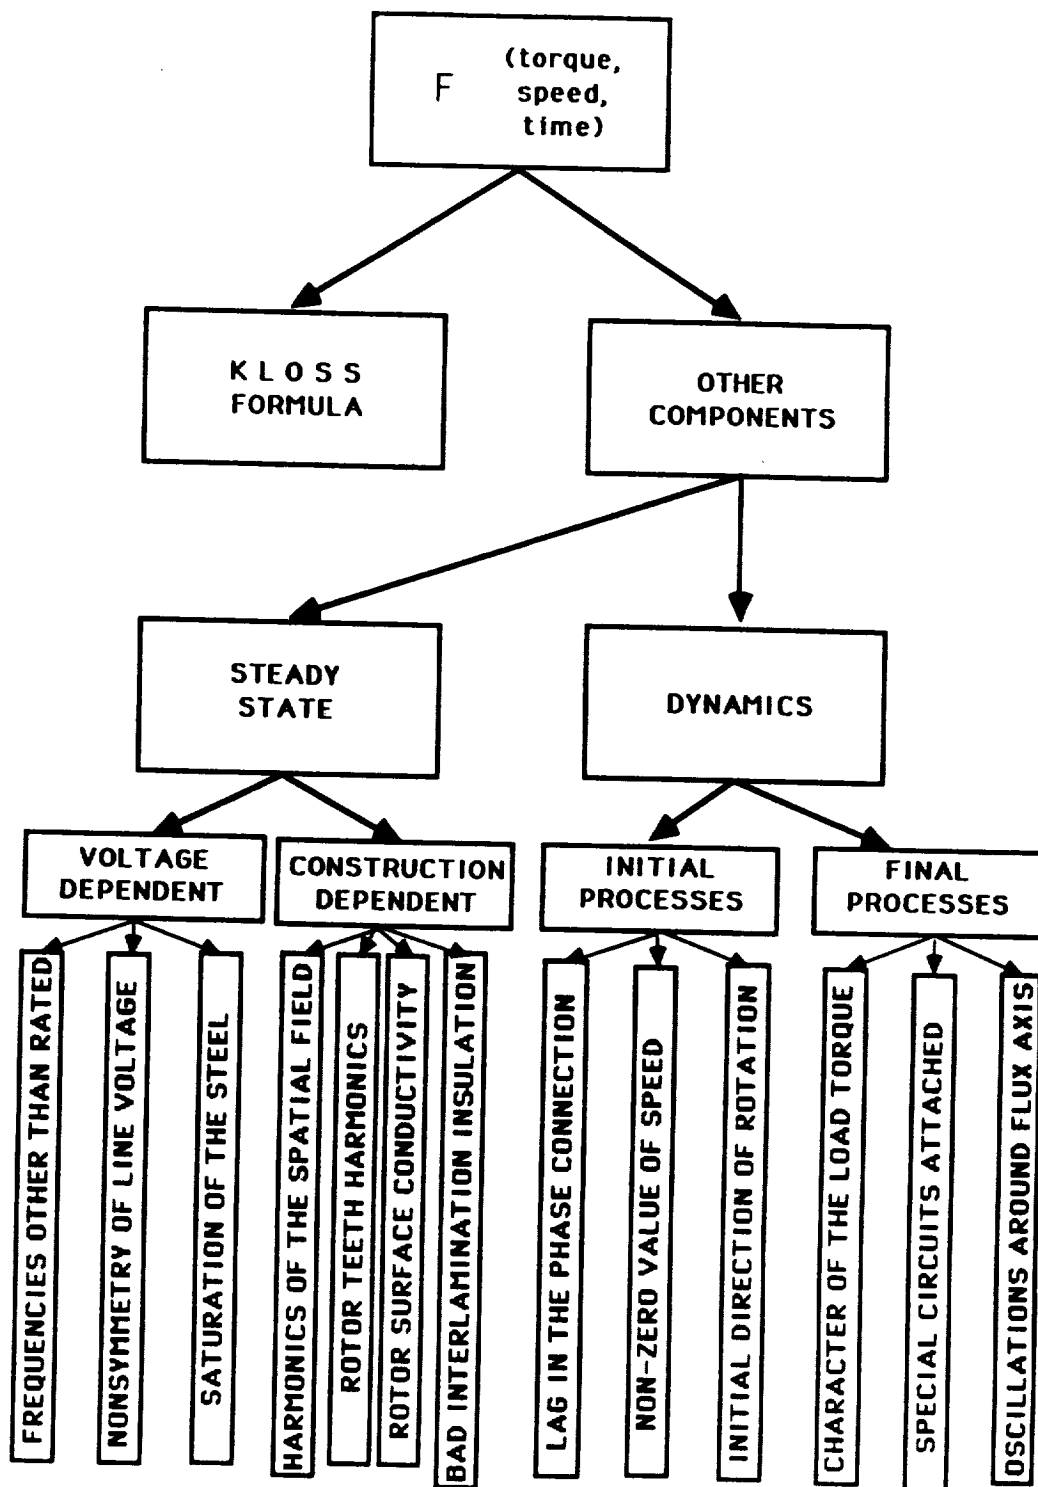 F (torque,
speed,
time)
K L O S S
FORMULA
OTHER
COMPONENTS
STEADY
STATE
DYNAMICS
VOLTAGE
DEPENDENT
CONSTRUCTION
DEPENDENT
INITIAL
PROCESSES
FINAL
PROCESSES
FREQUENCIES OTHER THAN RATED
NONSYMMETRY OF LINE VOLTAGE
SATURATION OF THE STEEL
HARMONICS OF THE SPATIAL FIELD
ROTOR TEETH HARMONICS
ROTOR SURFACE CONDUCTIVITY
BAD INTERLAMINATION INSULATION
LAG IN THE PHASE CONNECTION
NON-ZERO VALUE OF SPEED
INITIAL DIRECTION OF ROTATION
CHARACTER OF THE LOAD TORQUE
SPECIAL CIRCUITS ATTACHED
OSCILLATIONS AROUND FLUX AXIS